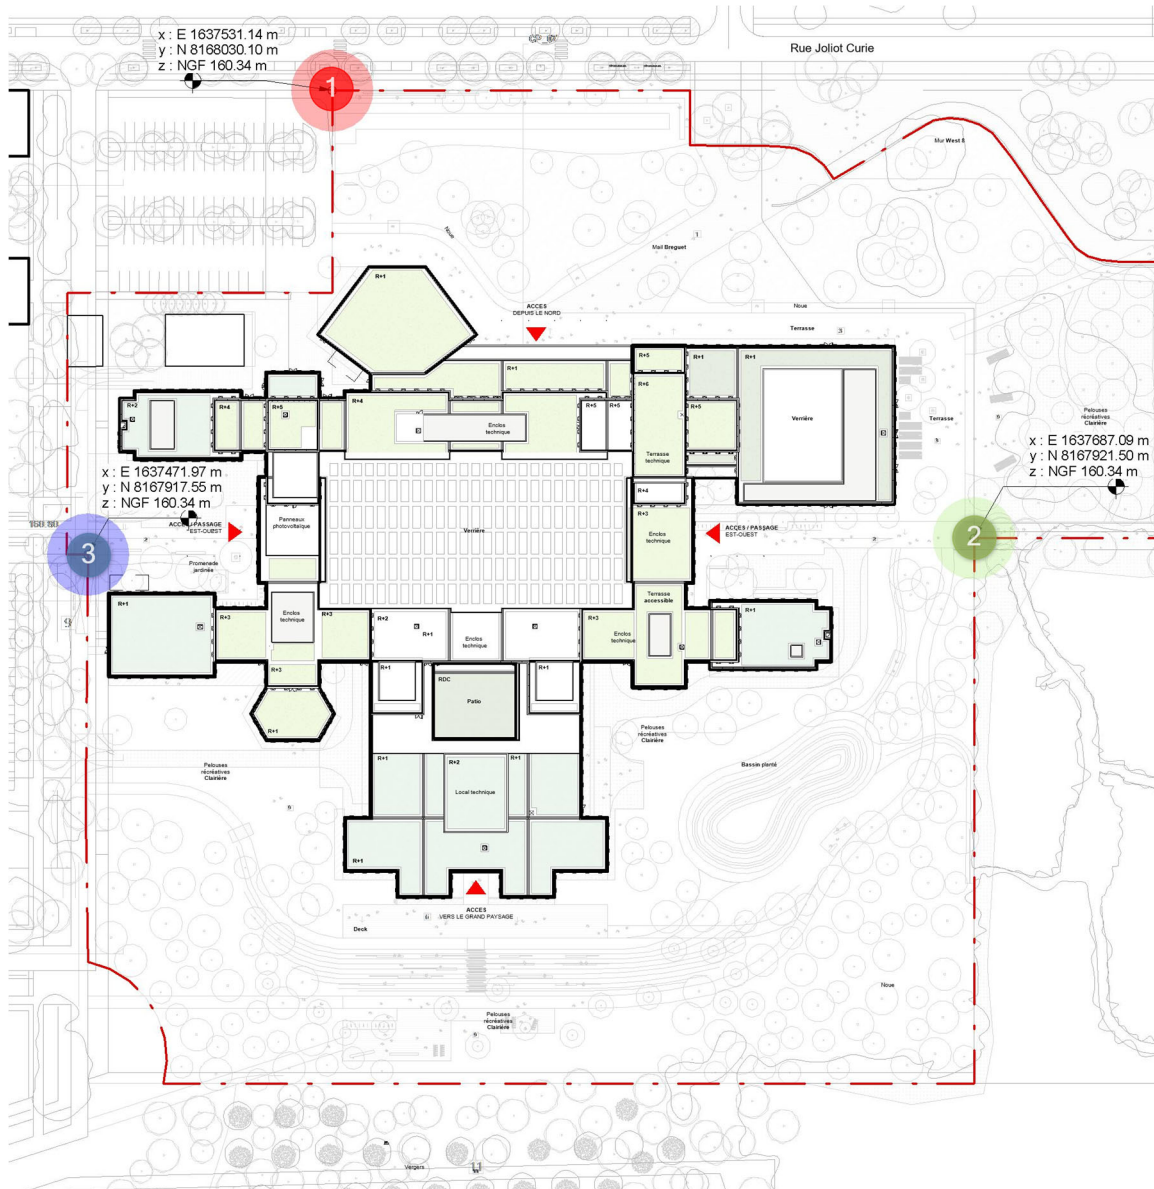 x : E 1637531.14 m
y : N 8168030.10 m
z : NGF 160.34 m
1
Rue Joliot Curie
Mur West 8
Noue
1
Mail Breguet
Noue
ACCES
DEPUIS LE NORD
Terrasse
3
R+1
R+5
R+1
R+1
R+1
R+6
R+2
R+4
R+5
R+4
R+5
R+6
R+5
Verrière
Terrasse
Enclos
technique
Terrasse
technique
Pelouses
récréatives
Clairière
x : E 1637687.09 m
y : N 8167921.50 m
z : NGF 160.34 m
x : E 1637471.97 m
y : N 8167917.55 m
z : NGF 160.34 m
R+4
R+3
ACCES / PASSAGE
EST-OUEST
Panneaux
photovoltaïque
Verrière
Enclos
technique
ACCES / PASSAGE
EST-OUEST
2
3
Promenade
jardinée
Terrasse
accessible
R+1
R+3
Enclos
technique
R+3
R+2
R+1
Enclos
technique
R+3
Enclos
technique
R+1
R+3
R+1
RDC
R+1
Patio
R+1
Pelouses
récréatives
Clairière
Pelouses
récréatives
Clairière
Bassin planté
R+1
R+2
R+1
Local technique
R+1
ACCES
VERS LE GRAND PAYSAGE
Deck
Noue
Pelouses
récréatives
Clairière
Vergers